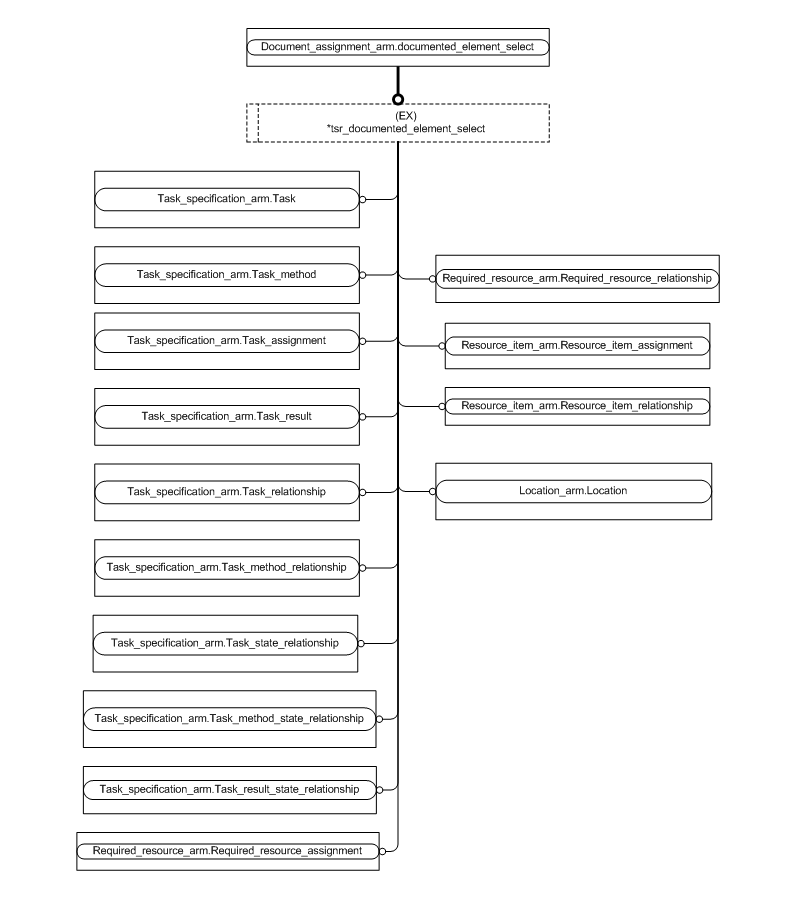 Document_assignment_arm.documented_element_select
(EX)
*tsr_documented_element_select
Task_specification_arm.Task
Task_specification_arm.Task_method
Task_specification_arm.Task_assignment
Task_specification_arm.Task_result
Task_specification_arm.Task_relationship
Task_specification_arm.Task_method_relationship
Task_specification_arm.Task_state_relationship
Task_specification_arm.Task_method_state_relationship
Task_specification_arm.Task_result_state_relationship
Required_resource_arm.Required_resource_assignment
Required_resource_arm.Required_resource_relationship
Resource_item_arm.Resource_item_assignment
Resource_item_arm.Resource_item_relationship
Location_arm.Location